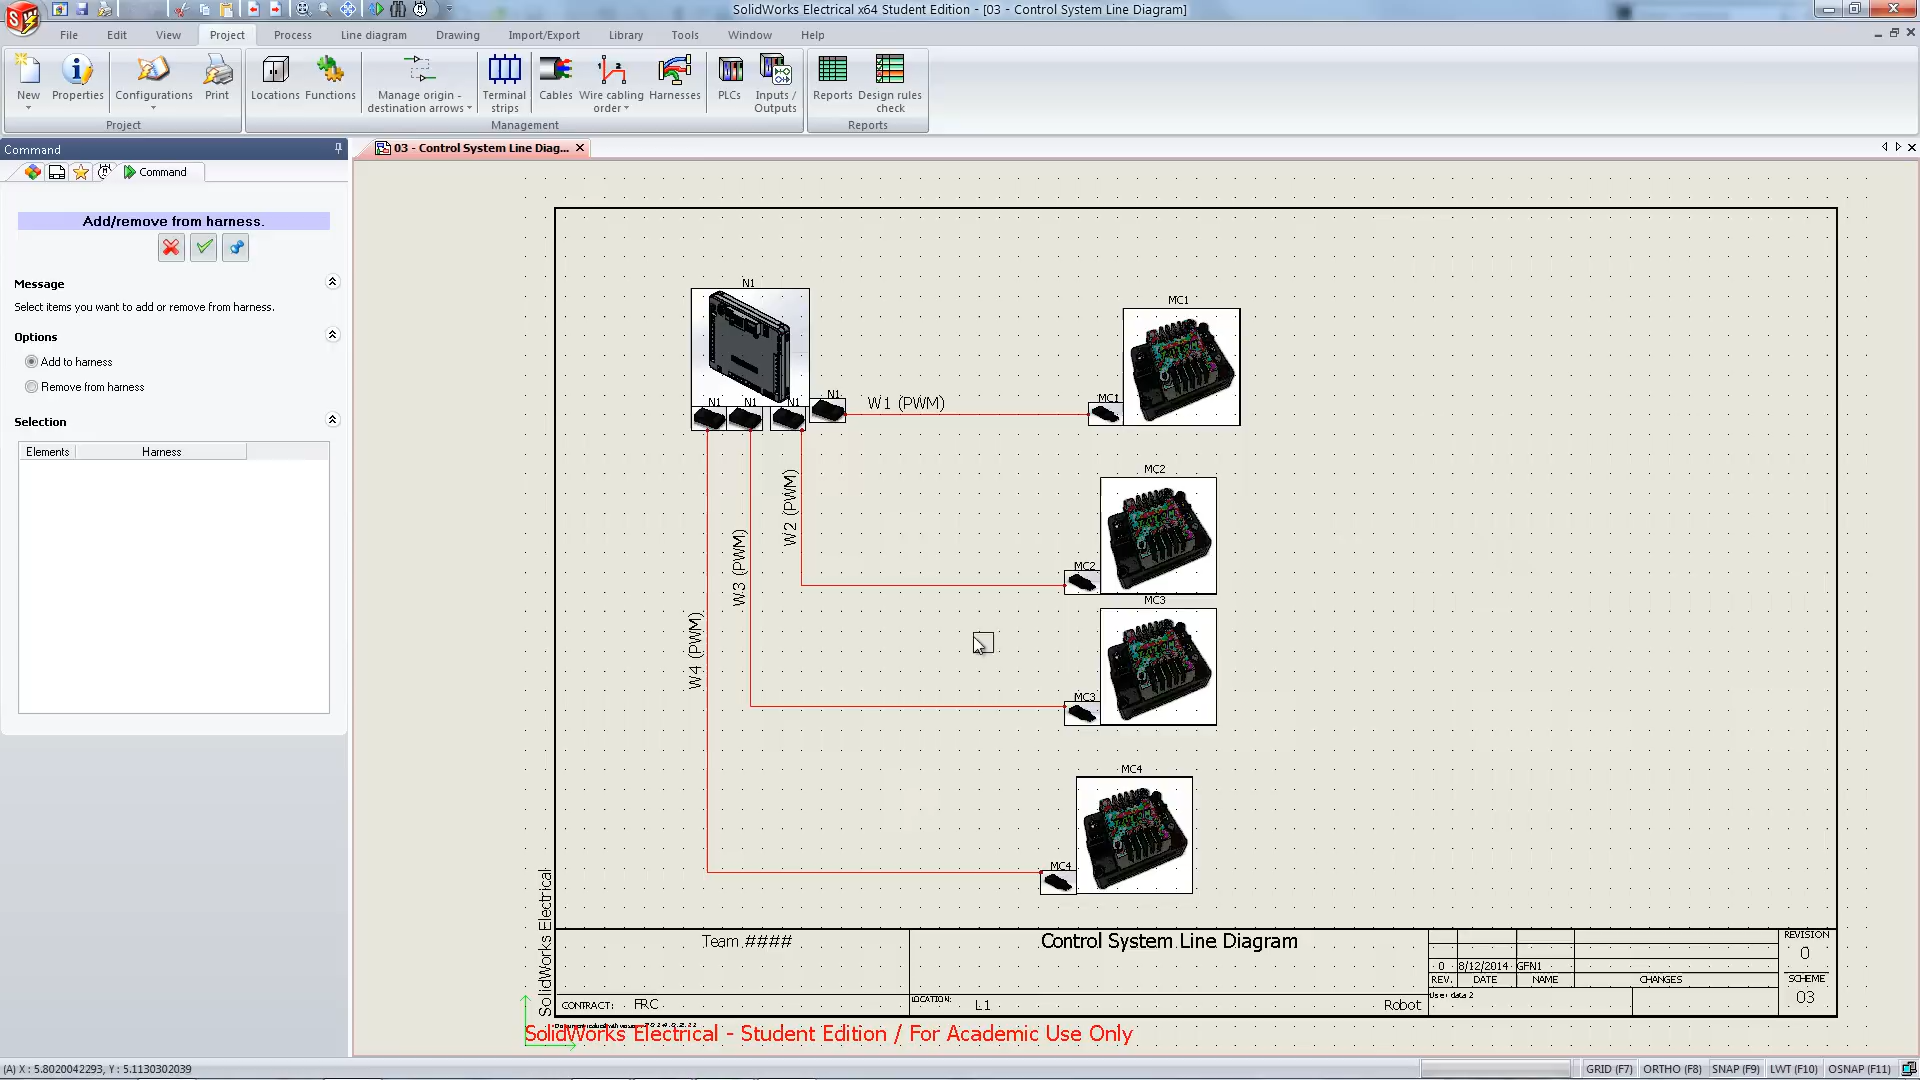 SolidWorks Electrical x64 Student Edition - [03 - Control System Line Diagram]
File Edit View Project Process Line diagram Drawing Import/Export Library Tools Window Help
New Properties Configurations Print Locations Functions Manage origin - destination arrows Terminal strips Cables Wire cabling order Harnesses PLCs Inputs / Outputs Reports Design rules check
Project Management Reports
Command
03 - Control System Line Diag...
Command
Add/remove from harness.
Message
Select items you want to add or remove from harness.
Options
Add to harness
Remove from harness
Selection
Elements Harness
N1
MC1
N1 N1 N1 N1
W1 (PWM)
MC1
MC2
W2 (PWM)
W3 (PWM)
MC2
MC3
W4 (PWM)
MC3
MC4
MC4
SolidWorks Electrical
Team ####
Control System Line Diagram
REVISION
0
0 8/12/2014 GFN1
REV. DATE NAME CHANGES
SCHEME
03
CONTRACT: FRC
LOCATION: L1
Robot
User data 2
SolidWorks Electrical - Student Edition / For Academic Use Only
(A) X : 5.8020042293, Y : 5.1130302039
GRID (F7) ORTHO (F8) SNAP (F9) LWT (F10) OSNAP (F11)